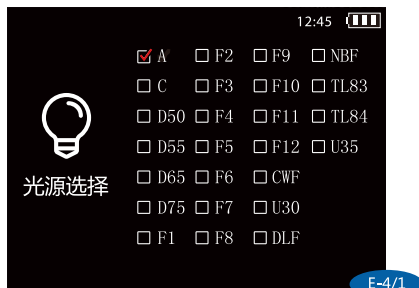 12:45
A F2 F9 NBF
C F3 F10 TL83
D50 F4 F11 TL84
D55 F5 F12 U35
D65 F6 CWF
D75 F7 U30
F1 F8 DLF
光源选择
E-4/1